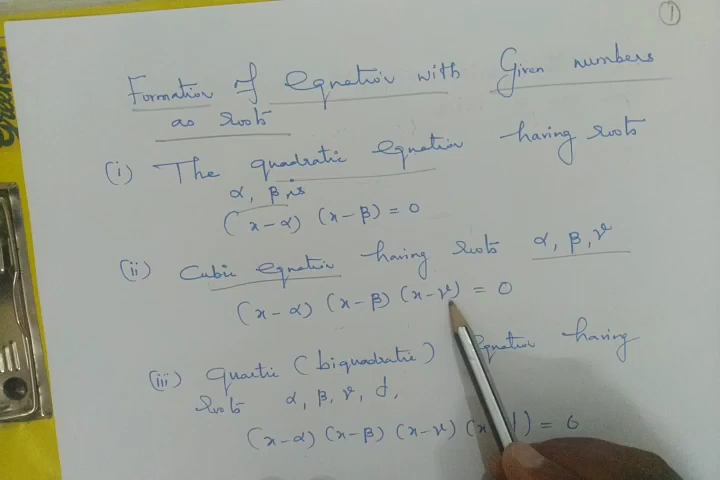 1
Formation of equation with Given numbers
as roots
(i) The quadratic equation having roots
α, β, is
(x-α) (x-β) = 0
(ii) Cubic equation having roots α, β, γ
(x-α) (x-β) (x-γ) = 0
(iii) quartic (biquadratic) equation having
roots α, β, γ, δ,
(x-α) (x-β) (x-γ) (x ) = 0